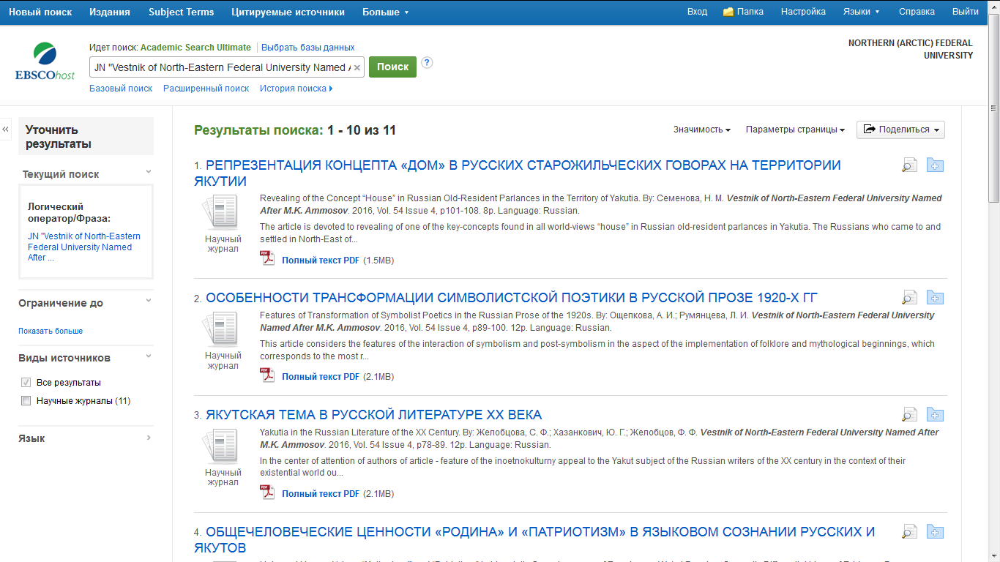 Новый поиск Издания Subject Terms Цитируемые источники Больше
Вход Папка Настройка Языки Справка Выйти
EBSCOhost
Идет поиск: Academic Search Ultimate Выбрать базы данных
JN "Vestnik of North-Eastern Federal University Named A
Поиск
?
Базовый поиск Расширенный поиск История поиска
NORTHERN (ARCTIC) FEDERAL
UNIVERSITY
«
Уточнить
результаты
Текущий поиск
Логический
оператор/Фраза:
JN "Vestnik of North-Eastern
Federal University Named
After ...
Ограничение до
Показать больше
Виды источников
Все результаты
Научные журналы (11)
Язык
Результаты поиска: 1 - 10 из 11
Значимость Параметры страницы Поделиться
1. РЕПРЕЗЕНТАЦИЯ КОНЦЕПТА «ДОМ» В РУССКИХ СТАРОЖИЛЬЧЕСКИХ ГОВОРАХ НА ТЕРРИТОРИИ
ЯКУТИИ
Научный
журнал
Revealing of the Concept “House” in Russian Old-Resident Parlances in the Territory of Yakutia. By: Семенова, Н. М. Vestnik of North-Eastern Federal University Named
After M.K. Ammosov. 2016, Vol. 54 Issue 4, p101-108. 8p. Language: Russian.
The article is devoted to revealing of one of the key-concepts found in all world-views “house” in Russian old-resident parlances in Yakutia. The Russians who came to and
settled in North-East of...
Полный текст PDF (1.5MB)
2. ОСОБЕННОСТИ ТРАНСФОРМАЦИИ СИМВОЛИСТСКОЙ ПОЭТИКИ В РУССКОЙ ПРОЗЕ 1920-Х ГГ
Научный
журнал
Features of Transformation of Symbolist Poetics in the Russian Prose of the 1920s. By: Ощепкова, А. И.; Румянцева, Л. И. Vestnik of North-Eastern Federal University
Named After M.K. Ammosov. 2016, Vol. 54 Issue 4, p89-100. 12p. Language: Russian.
This article considers the features of the interaction of symbolism and post-symbolism in the aspect of the implementation of folklore and mythological beginnings, which
corresponds to the most r...
Полный текст PDF (2.1MB)
3. ЯКУТСКАЯ ТЕМА В РУССКОЙ ЛИТЕРАТУРЕ ХХ ВЕКА
Научный
журнал
Yakutia in the Russian Literature of the XX Century. By: Желобцова, С. Ф.; Хазанкович, Ю. Г.; Желобцов, Ф. Ф. Vestnik of North-Eastern Federal University Named After
M.K. Ammosov. 2016, Vol. 54 Issue 4, p78-89. 12p. Language: Russian.
In the center of attention of authors of article - feature of the inoetnokulturny appeal to the Yakut subject of the Russian writers of the XX century in the context of their
existential world ou...
Полный текст PDF (2.1MB)
4. ОБЩЕЧЕЛОВЕЧЕСКИЕ ЦЕННОСТИ «РОДИНА» И «ПАТРИОТИЗМ» В ЯЗЫКОВОМ СОЗНАНИИ РУССКИХ И
ЯКУТОВ